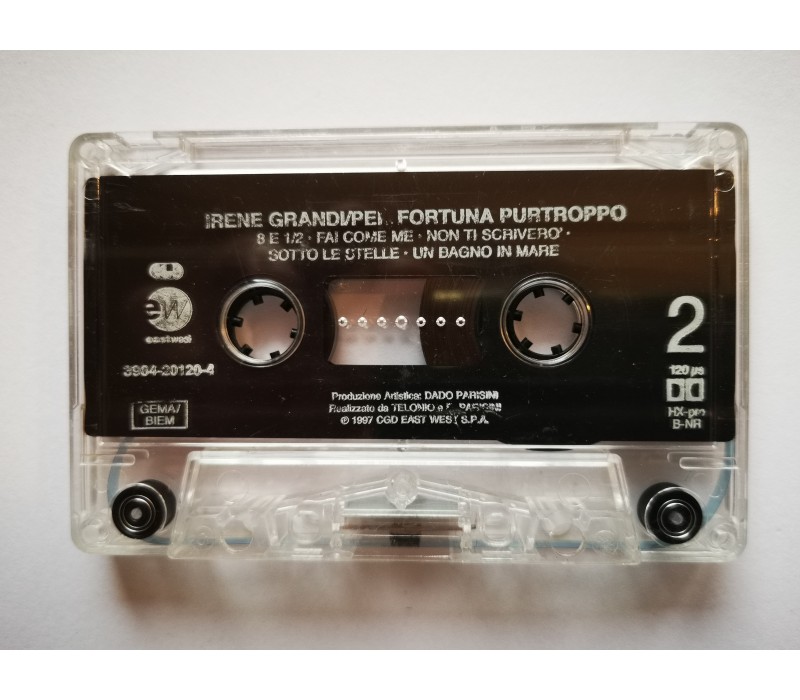 IRENE GRANDI/PER FORTUNA PURTROPPO
8 E 1/2 · FAI COME ME · NON TI SCRIVERO' ·
SOTTO LE STELLE · UN BAGNO IN MARE
ew
eastwest
2
3984-20120-4
120 µs
GEMA/
BIEM
Produzione Artistica: DADO PARISINI
Realizzato da TELONIO e D. PARISINI
℗ 1997 CGD EAST WEST S.P.A.
HX-pro
B-NR